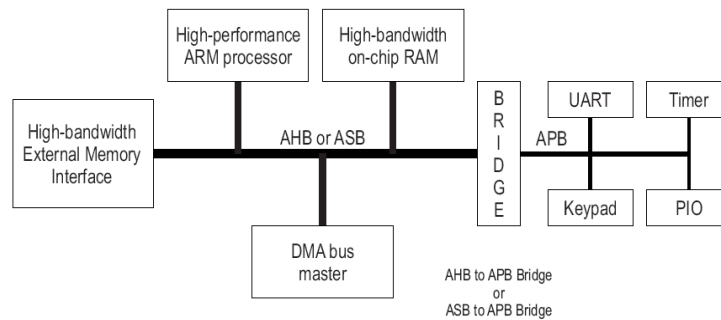 High-performance
ARM processor
High-bandwidth
on-chip RAM
High-bandwidth
External Memory
Interface
AHB or ASB
B
R
I
D
G
E
APB
UART
Timer
Keypad
PIO
DMA bus
master
AHB to APB Bridge
or
ASB to APB Bridge